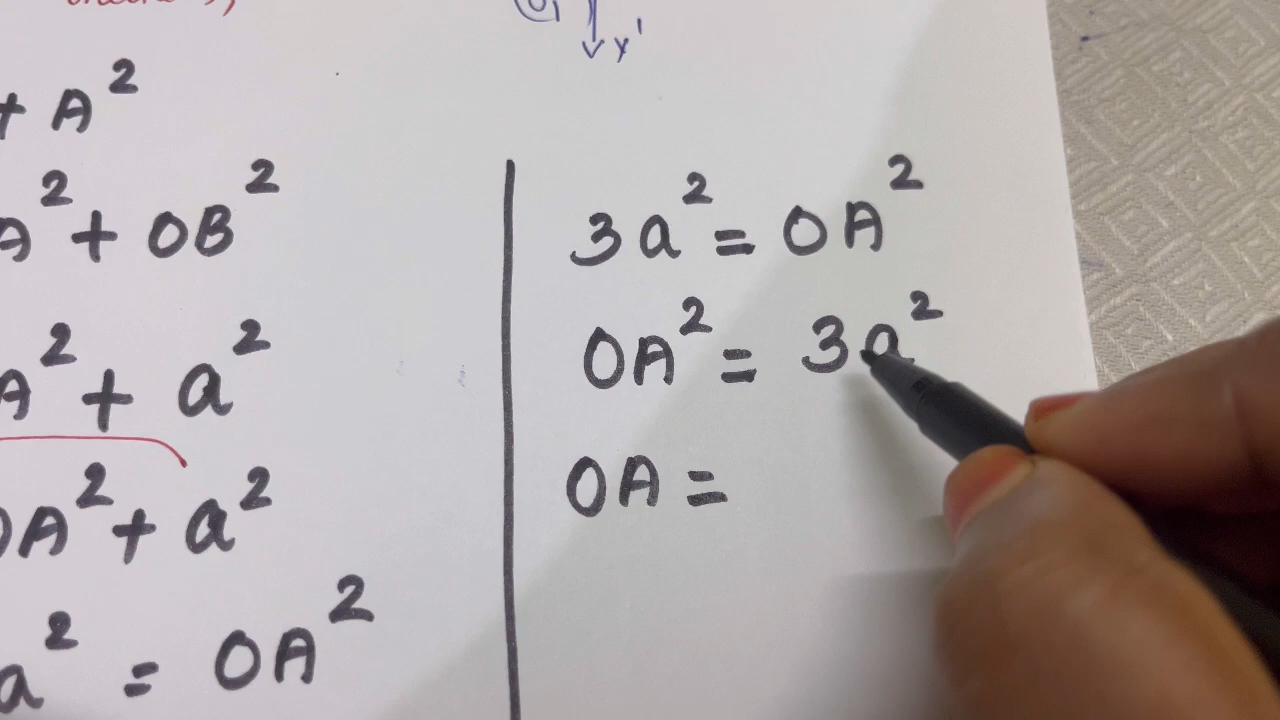 y'
+ A²
A² + OB²
A² + a²
OA² + a²
a² = OA²
3a² = OA²
OA² = 3a²
OA =